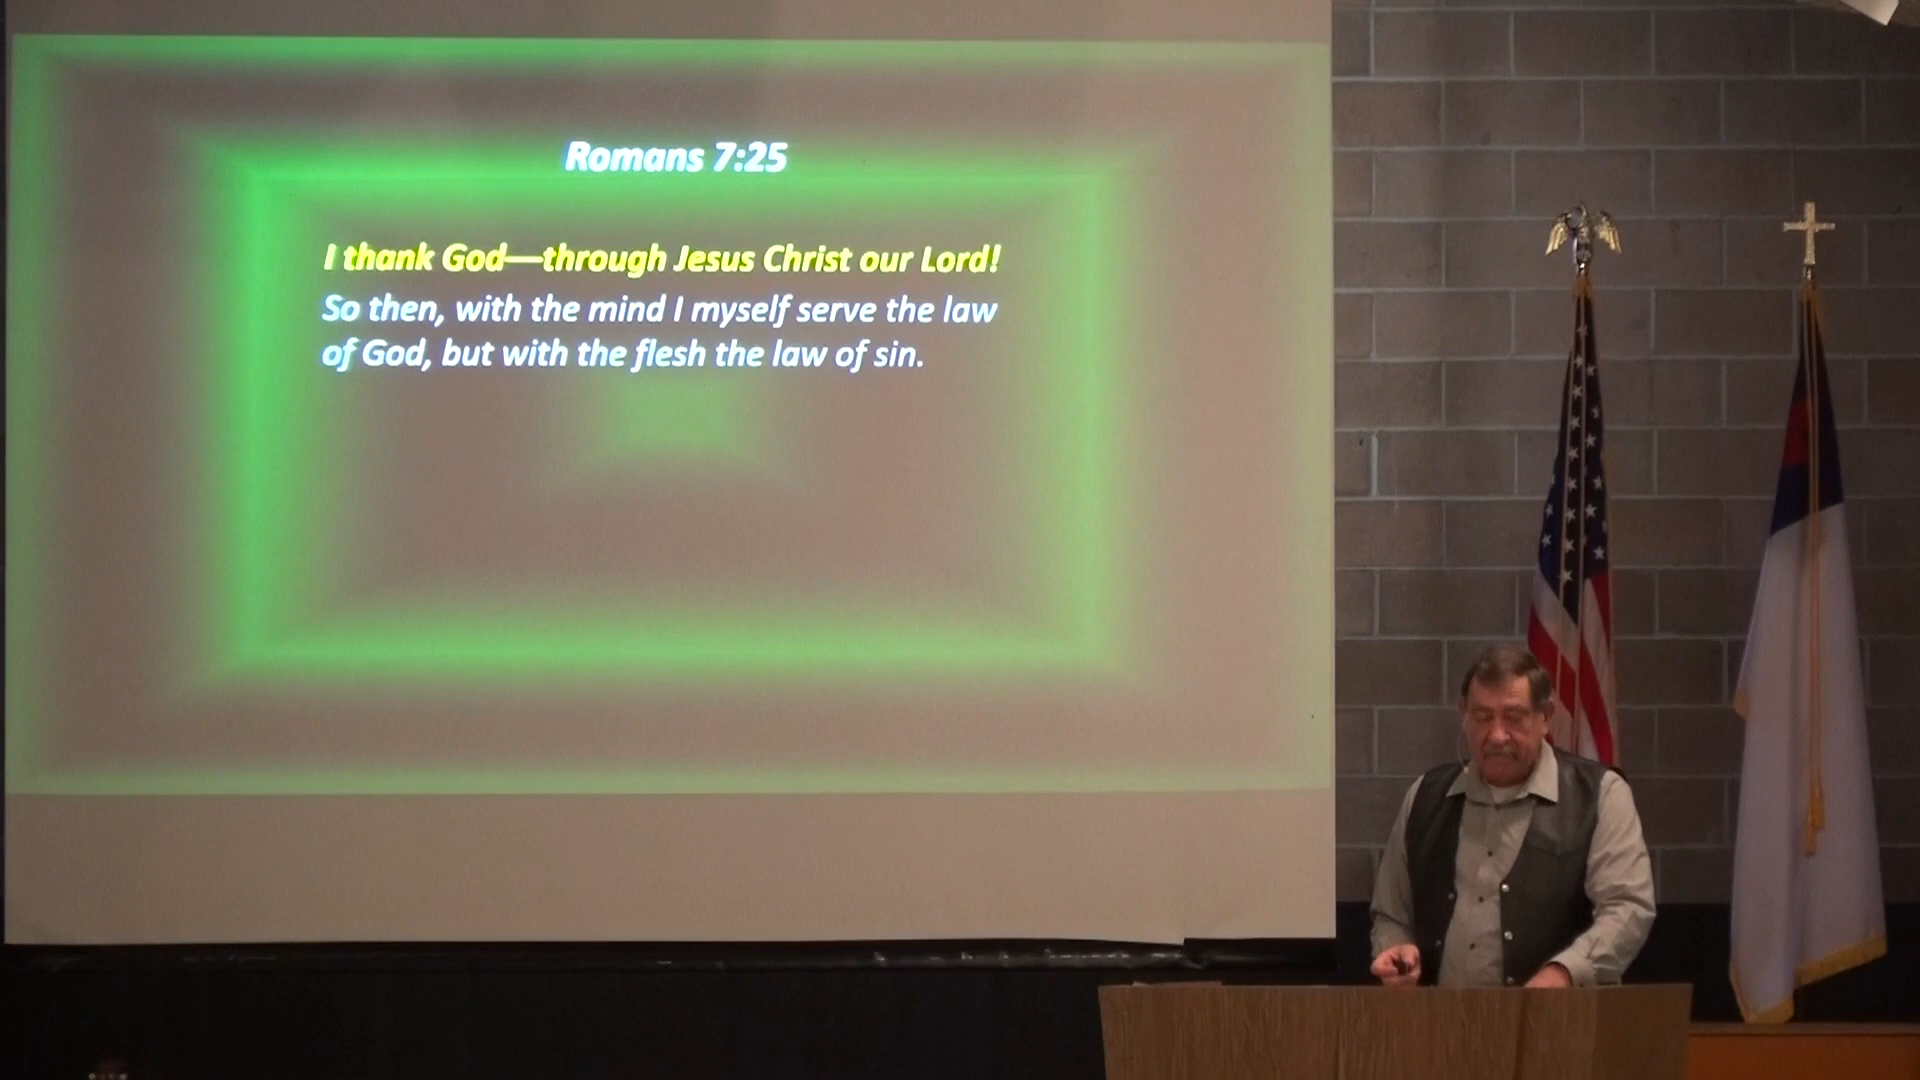 Romans 7:25
I thank God—through Jesus Christ our Lord!
So then, with the mind I myself serve the law
of God, but with the flesh the law of sin.